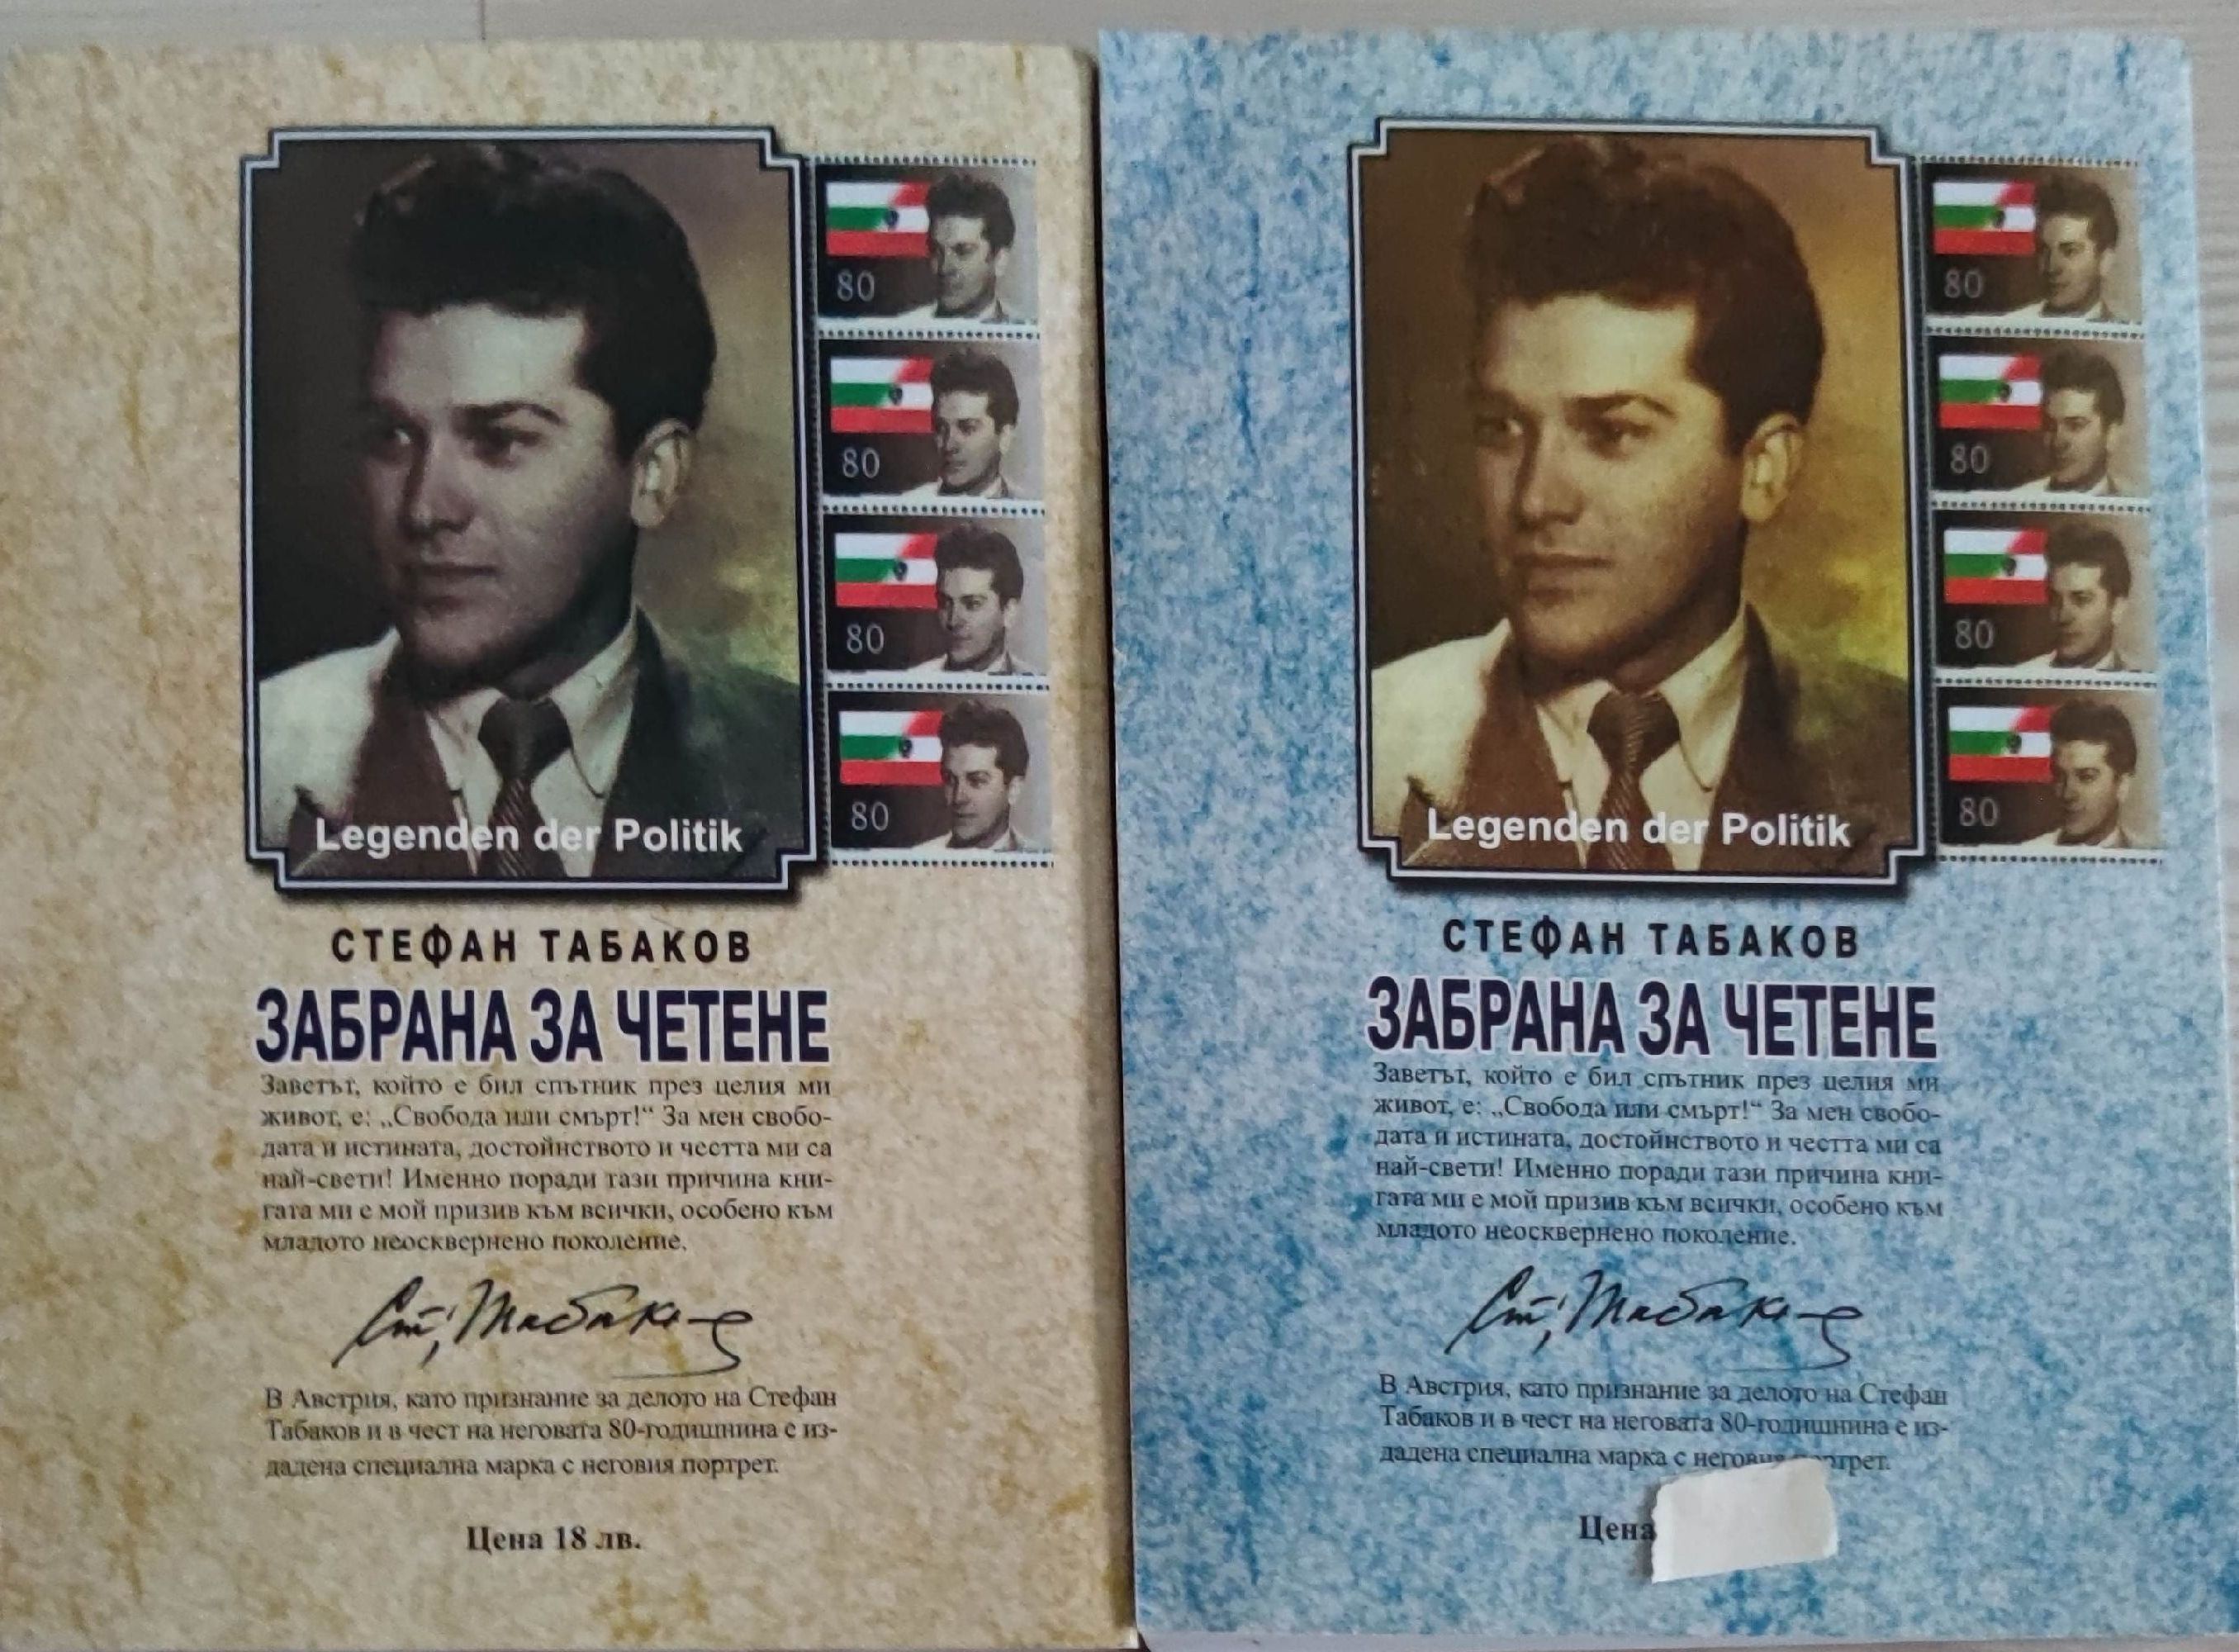 80
80
80
80
Legenden der Politik
СТЕФАН ТАБАКОВ
ЗАБРАНА ЗА ЧЕТЕНЕ
Заветът, който е бил спътник през целия ми
живот, е: „Свобода или смърт!“ За мен свобо-
дата и истината, достойнството и честта ми са
най-свети! Именно поради тази причина кни-
гата ми е мой призив към всички, особено към
младото неосквернено поколение.
Ст. Табаков
В Австрия, като признание за делото на Стефан
Табаков и в чест на неговата 80-годишнина е из-
дадена специална марка с неговия портрет.
Цена 18 лв.
80
80
80
80
Legenden der Politik
СТЕФАН ТАБАКОВ
ЗАБРАНА ЗА ЧЕТЕНЕ
Заветът, който е бил спътник през целия ми
живот, е: „Свобода или смърт!“ За мен свобо-
дата и истината, достойнството и честта ми са
най-свети! Именно поради тази причина кни-
гата ми е мой призив към всички, особено към
младото неосквернено поколение.
Ст. Табаков
В Австрия, като признание за делото на Стефан
Табаков и в чест на неговата 80-годишнина е из-
дадена специална марка с неговия портрет.
Цена